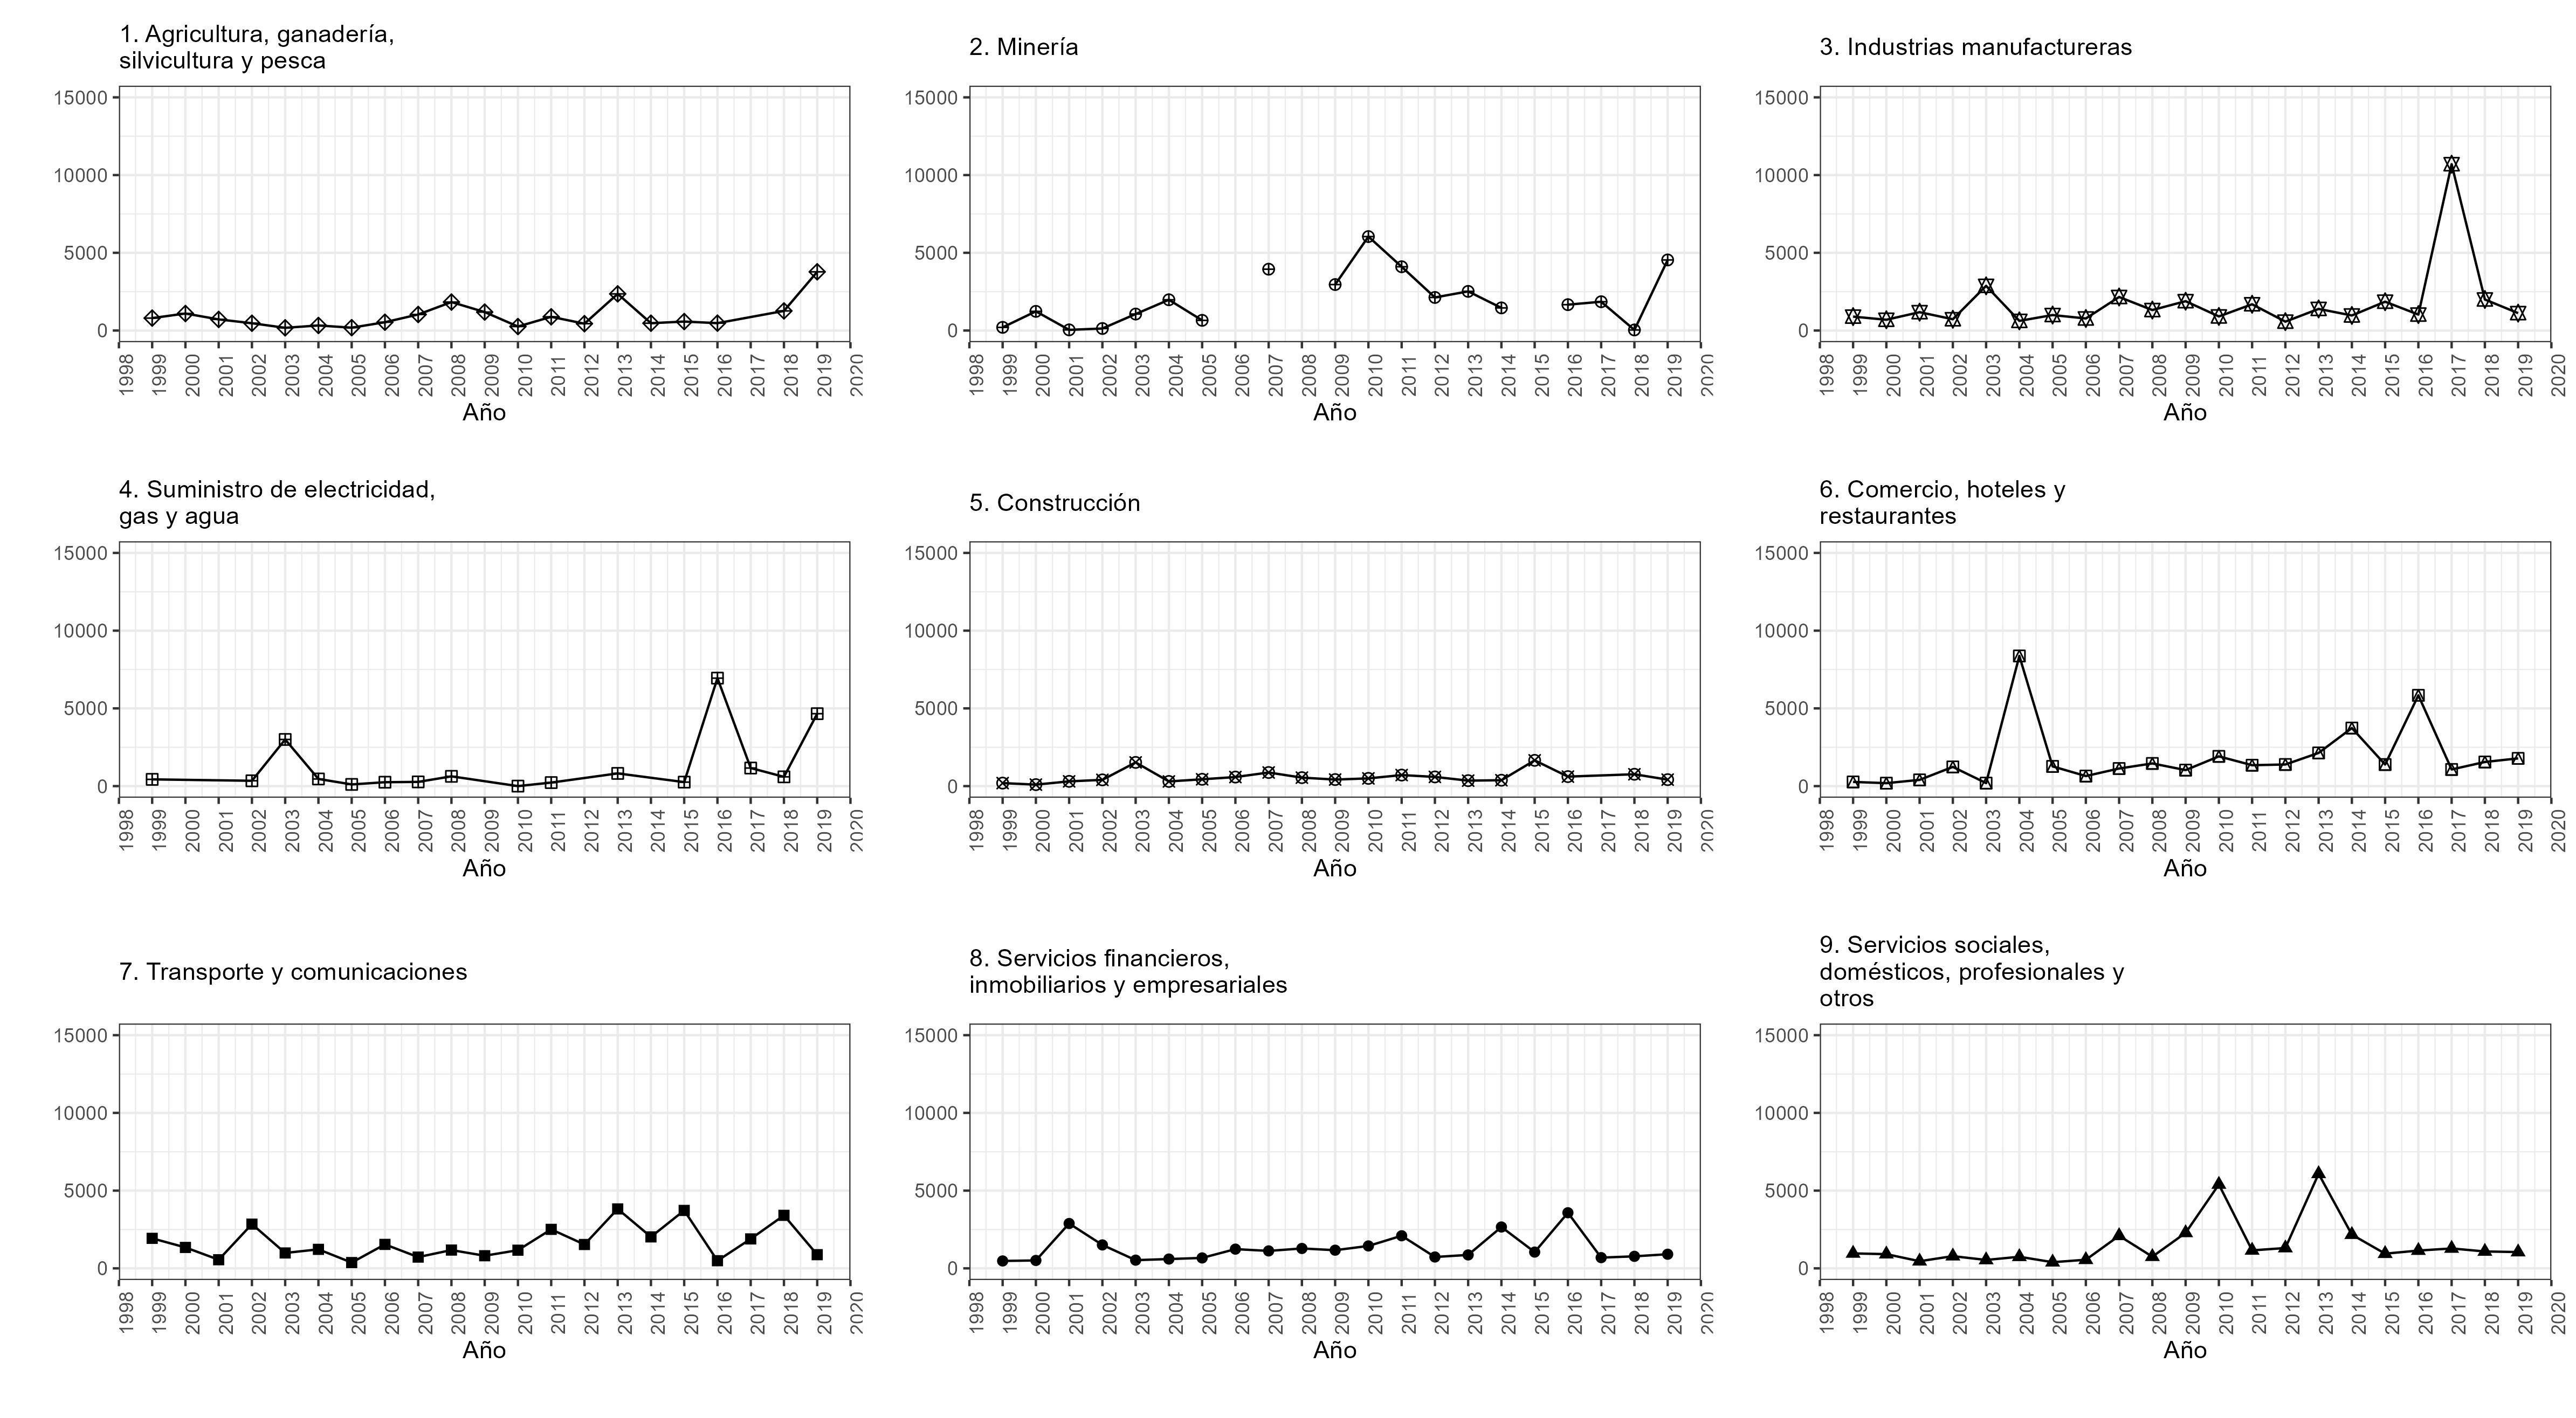 1. Agricultura, ganadería,
silvicultura y pesca
15000
10000
5000
0
1998 1999 2000 2001 2002 2003 2004 2005 2006 2007 2008 2009 2010 2011 2012 2013 2014 2015 2016 2017 2018 2019 2020
Año
2. Minería
15000
10000
5000
0
1998 1999 2000 2001 2002 2003 2004 2005 2006 2007 2008 2009 2010 2011 2012 2013 2014 2015 2016 2017 2018 2019 2020
Año
3. Industrias manufactureras
15000
10000
5000
0
1998 1999 2000 2001 2002 2003 2004 2005 2006 2007 2008 2009 2010 2011 2012 2013 2014 2015 2016 2017 2018 2019 2020
Año
4. Suministro de electricidad,
gas y agua
15000
10000
5000
0
1998 1999 2000 2001 2002 2003 2004 2005 2006 2007 2008 2009 2010 2011 2012 2013 2014 2015 2016 2017 2018 2019 2020
Año
5. Construcción
15000
10000
5000
0
1998 1999 2000 2001 2002 2003 2004 2005 2006 2007 2008 2009 2010 2011 2012 2013 2014 2015 2016 2017 2018 2019 2020
Año
6. Comercio, hoteles y
restaurantes
15000
10000
5000
0
1998 1999 2000 2001 2002 2003 2004 2005 2006 2007 2008 2009 2010 2011 2012 2013 2014 2015 2016 2017 2018 2019 2020
Año
7. Transporte y comunicaciones
15000
10000
5000
0
1998 1999 2000 2001 2002 2003 2004 2005 2006 2007 2008 2009 2010 2011 2012 2013 2014 2015 2016 2017 2018 2019 2020
Año
8. Servicios financieros,
inmobiliarios y empresariales
15000
10000
5000
0
1998 1999 2000 2001 2002 2003 2004 2005 2006 2007 2008 2009 2010 2011 2012 2013 2014 2015 2016 2017 2018 2019 2020
Año
9. Servicios sociales,
domésticos, profesionales y
otros
15000
10000
5000
0
1998 1999 2000 2001 2002 2003 2004 2005 2006 2007 2008 2009 2010 2011 2012 2013 2014 2015 2016 2017 2018 2019 2020
Año